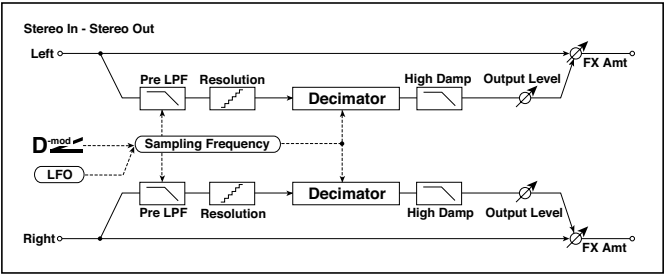 Stereo In - Stereo Out
Left
FX Amt
Pre LPF
Resolution
Decimator
High Damp
Output Level
D-mod
Sampling Frequency
LFO
Decimator
Pre LPF
Resolution
High Damp
Output Level
Right
FX Amt